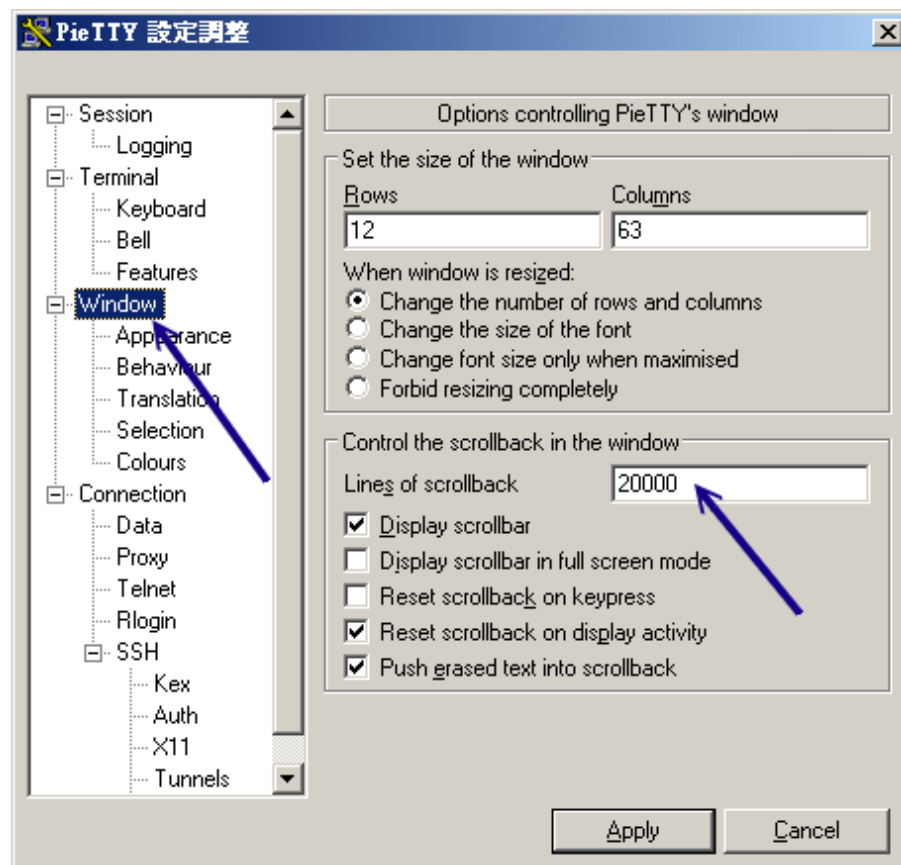 PieTTY 設定調整
Session
Logging
Terminal
Keyboard
Bell
Features
Window
Appearance
Behaviour
Translation
Selection
Colours
Connection
Data
Proxy
Telnet
Rlogin
SSH
Kex
Auth
X11
Tunnels
Options controlling PieTTY's window
Set the size of the window
Rows Columns
12 63
When window is resized:
Change the number of rows and columns
Change the size of the font
Change font size only when maximised
Forbid resizing completely
Control the scrollback in the window
Lines of scrollback 20000
Display scrollbar
Display scrollbar in full screen mode
Reset scrollback on keypress
Reset scrollback on display activity
Push erased text into scrollback
Apply Cancel